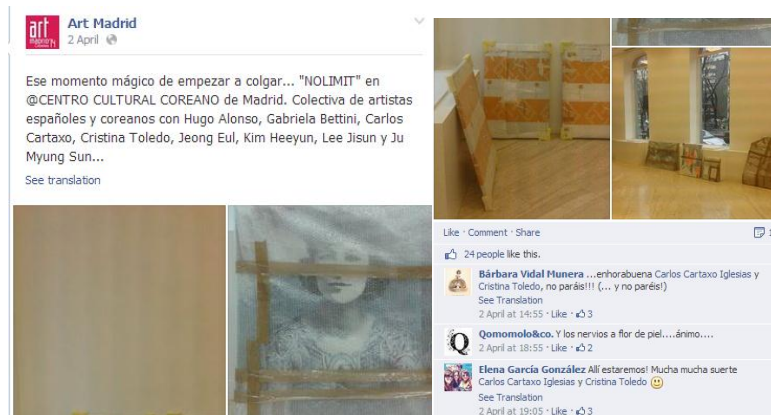 art
Art Madrid
2 April
Ese momento mágico de empezar a colgar... "NOLIMIT" en
@CENTRO CULTURAL COREANO de Madrid. Colectiva de artistas
españoles y coreanos con Hugo Alonso, Gabriela Bettini, Carlos
Cartaxo, Cristina Toledo, Jeong Eul, Kim Heeyun, Lee Jisun y Ju
Myung Sun...
See translation
Like · Comment · Share
1
24 people like this.
Bárbara Vidal Munera ...enhorabuena Carlos Cartaxo Iglesias y
Cristina Toledo, no paráis!!! (... y no paréis!)
See Translation
2 April at 14:55 · Like · 3
Q
Qomomolo&co. Y los nervios a flor de piel....ánimo....
2 April at 18:55 · Like · 2
Elena García González Allí estaremos! Mucha mucha suerte
Carlos Cartaxo Iglesias y Cristina Toledo
See Translation
2 April at 19:05 · Like · 3